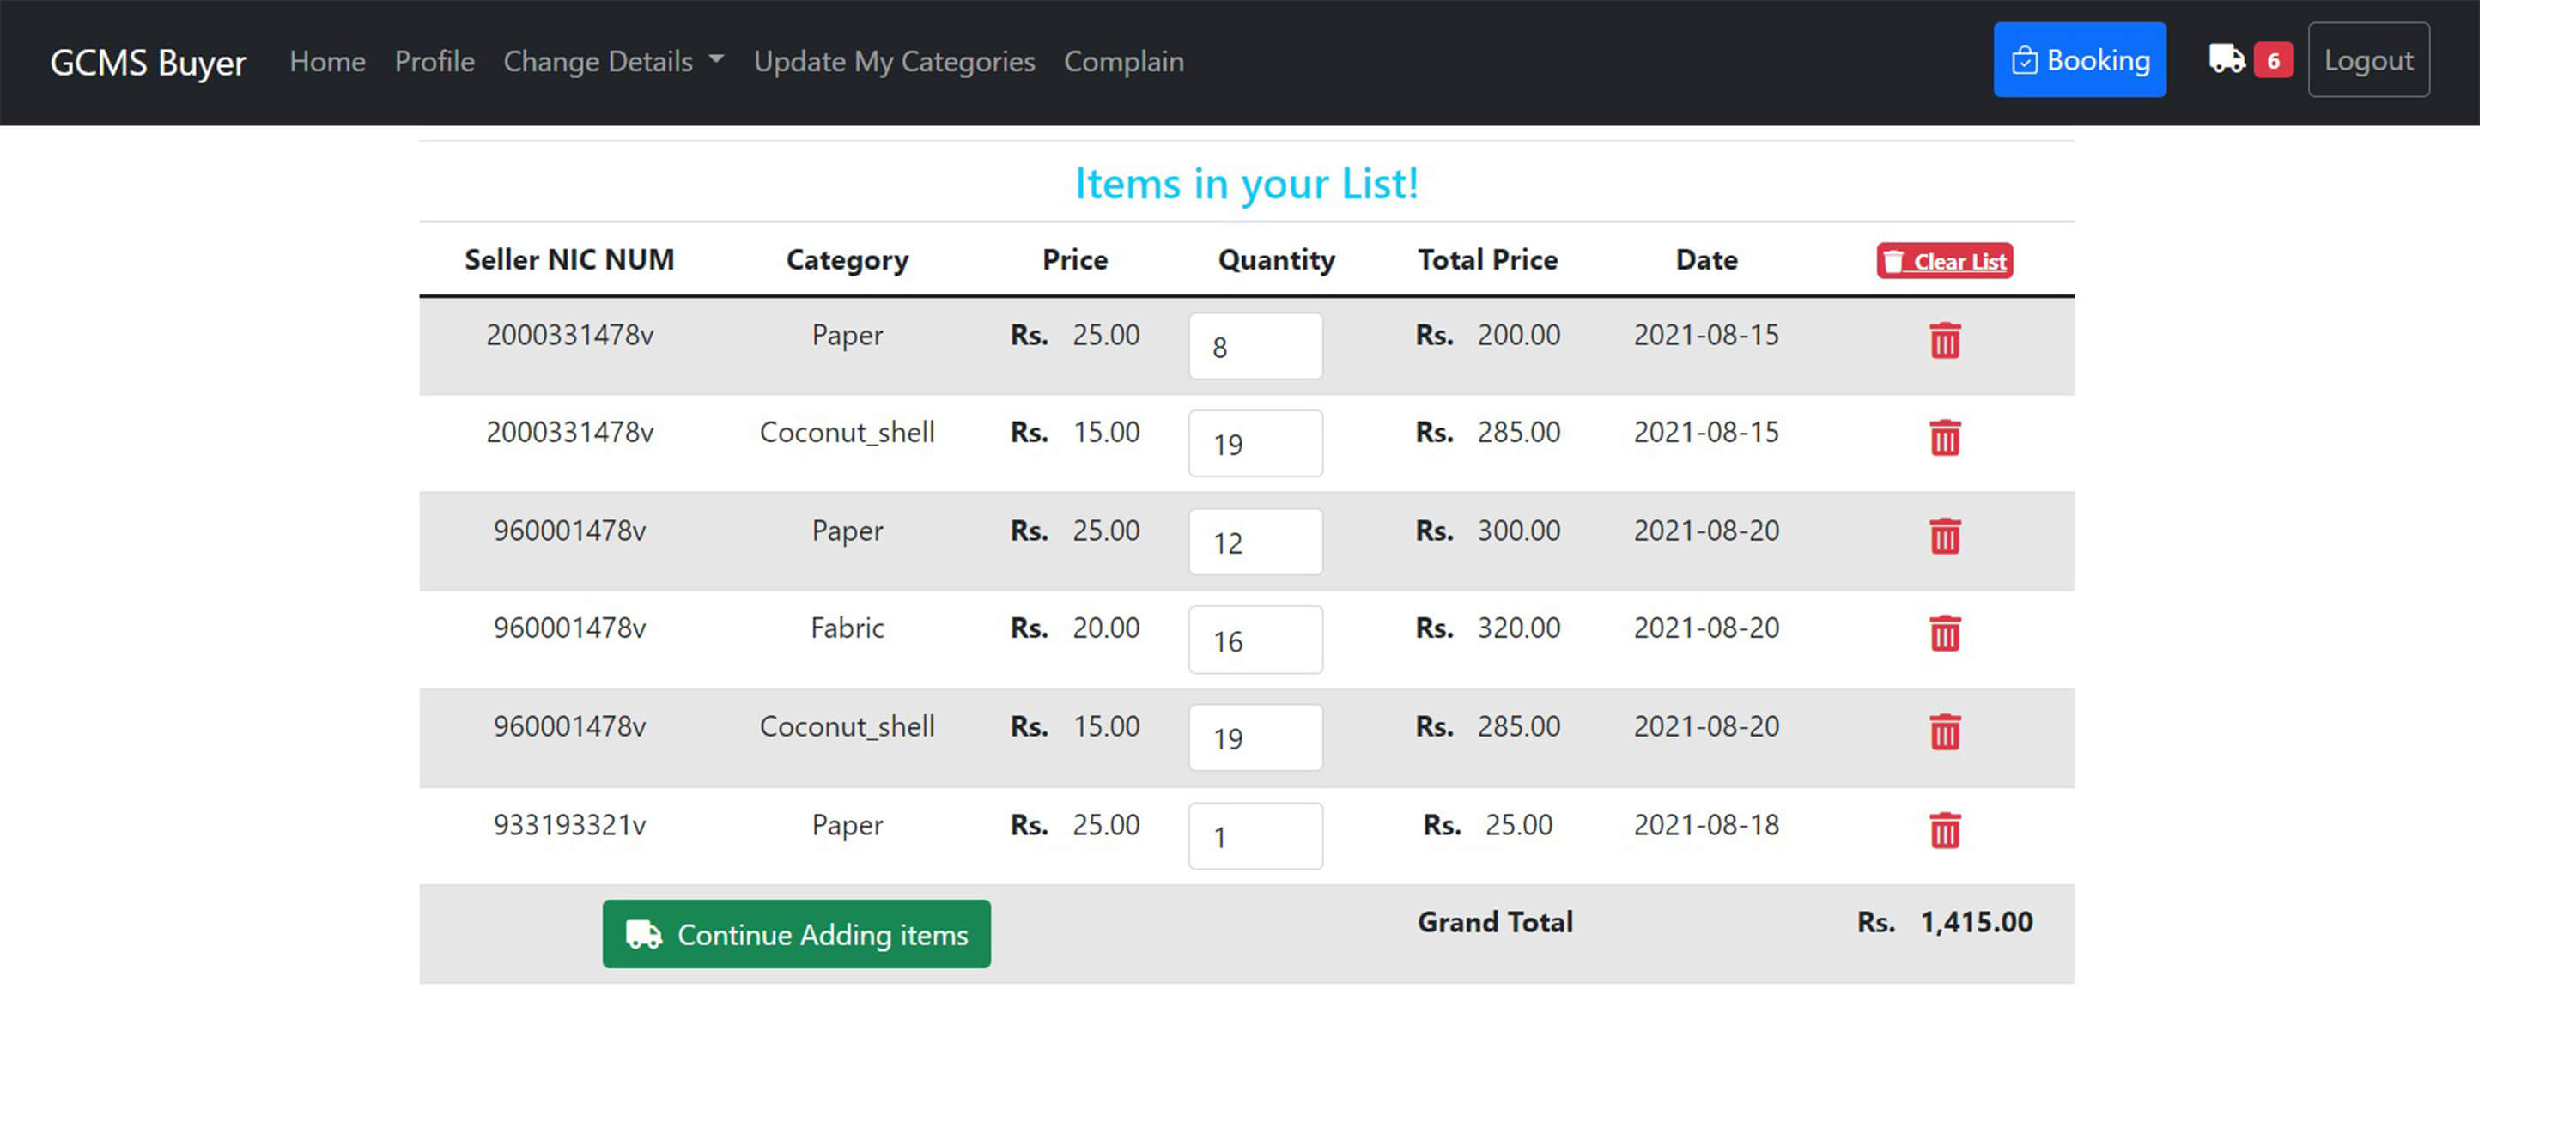 GCMS Buyer Home Profile Change Details Update My Categories Complain Booking 6 Logout
Items in your List!
Seller NIC NUM Category Price Quantity Total Price Date Clear List
2000331478v Paper Rs. 25.00 8 Rs. 200.00 2021-08-15
2000331478v Coconut_shell Rs. 15.00 19 Rs. 285.00 2021-08-15
960001478v Paper Rs. 25.00 12 Rs. 300.00 2021-08-20
960001478v Fabric Rs. 20.00 16 Rs. 320.00 2021-08-20
960001478v Coconut_shell Rs. 15.00 19 Rs. 285.00 2021-08-20
933193321v Paper Rs. 25.00 1 Rs. 25.00 2021-08-18
Continue Adding items Grand Total Rs. 1,415.00